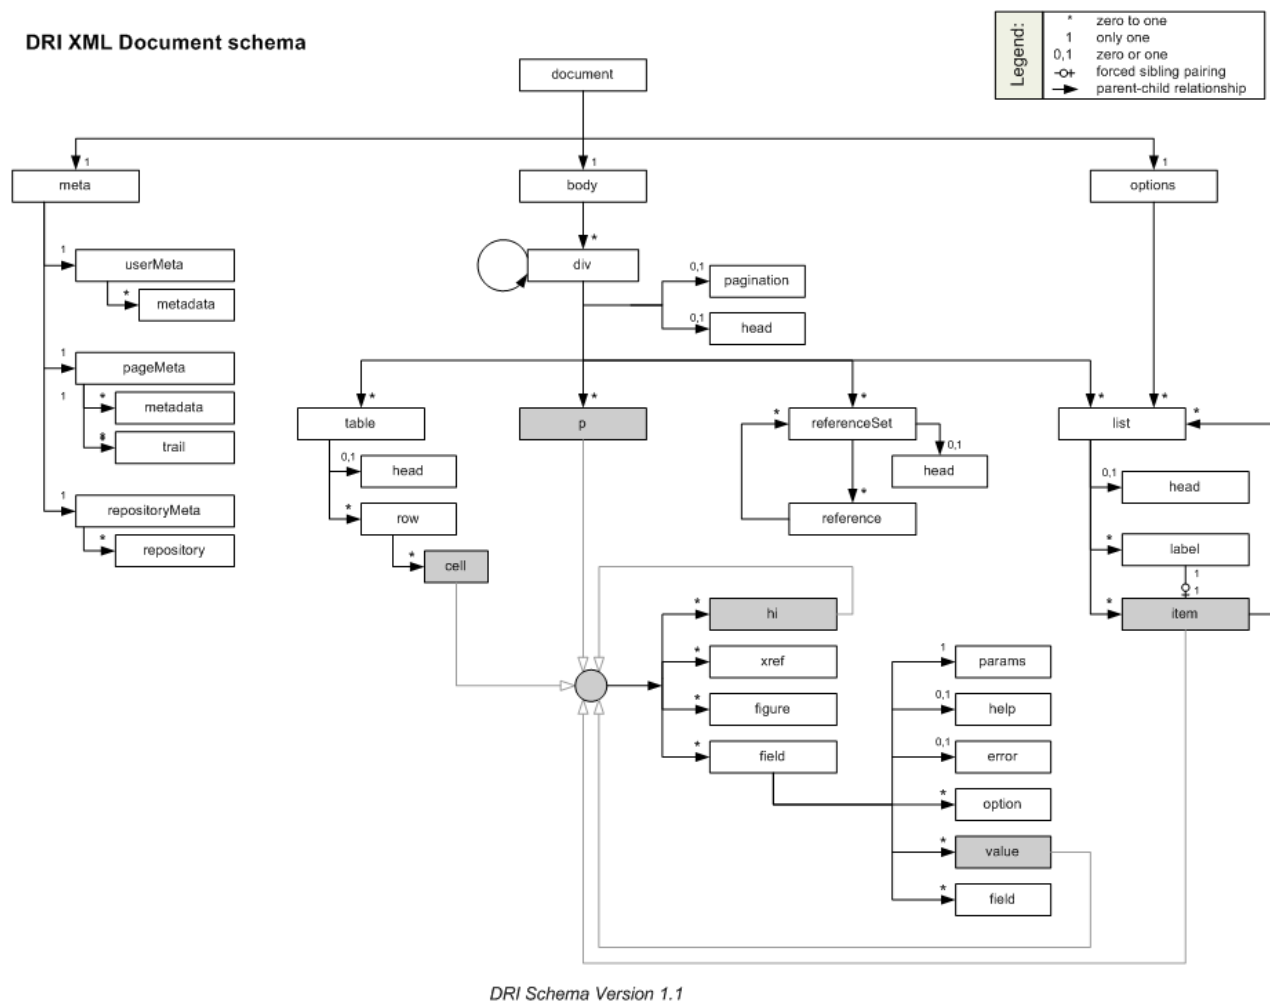 DRI XML Document schema
Legend:
* zero to one
1 only one
0,1 zero or one
forced sibling pairing
parent-child relationship
document
1
1
1
meta
body
options
1
userMeta
*
metadata
*
div
0,1
pagination
0,1
head
1
pageMeta
1
*
metadata
trail
1
repositoryMeta
*
repository
*
table
0,1
head
*
row
*
cell
*
p
*
*
referenceSet
0,1
head
*
reference
*
*
*
list
0,1
head
*
label
1
1
*
item
*
hi
*
xref
*
figure
*
field
1
params
0,1
help
0,1
error
*
option
*
value
*
field
DRI Schema Version 1.1